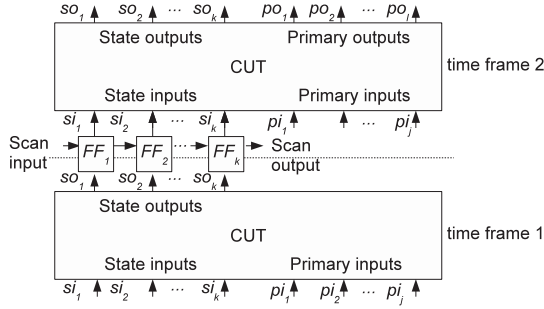 so1 so2 ··· sok po1 po2 ··· pol
State outputs Primary outputs
CUT
time frame 2
State inputs Primary inputs
si1 si2 ··· sik pi1 ··· pij
Scan input
FF1 FF2 ··· FFk
Scan output
so1 so2 ··· sok
State outputs
CUT
time frame 1
State inputs Primary inputs
si1 si2 ··· sik pi1 pi2 ··· pij